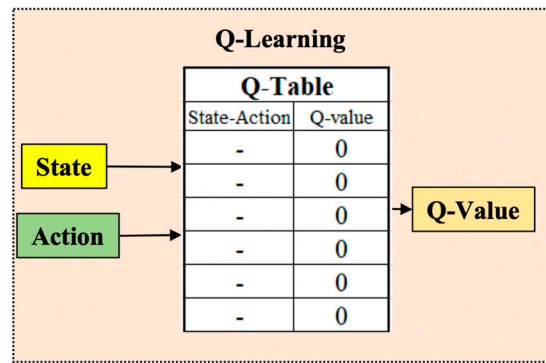 Q-Learning
Q-Table
State-Action Q-value
- 0
- 0
- 0
- 0
- 0
- 0
State
Action
Q-Value